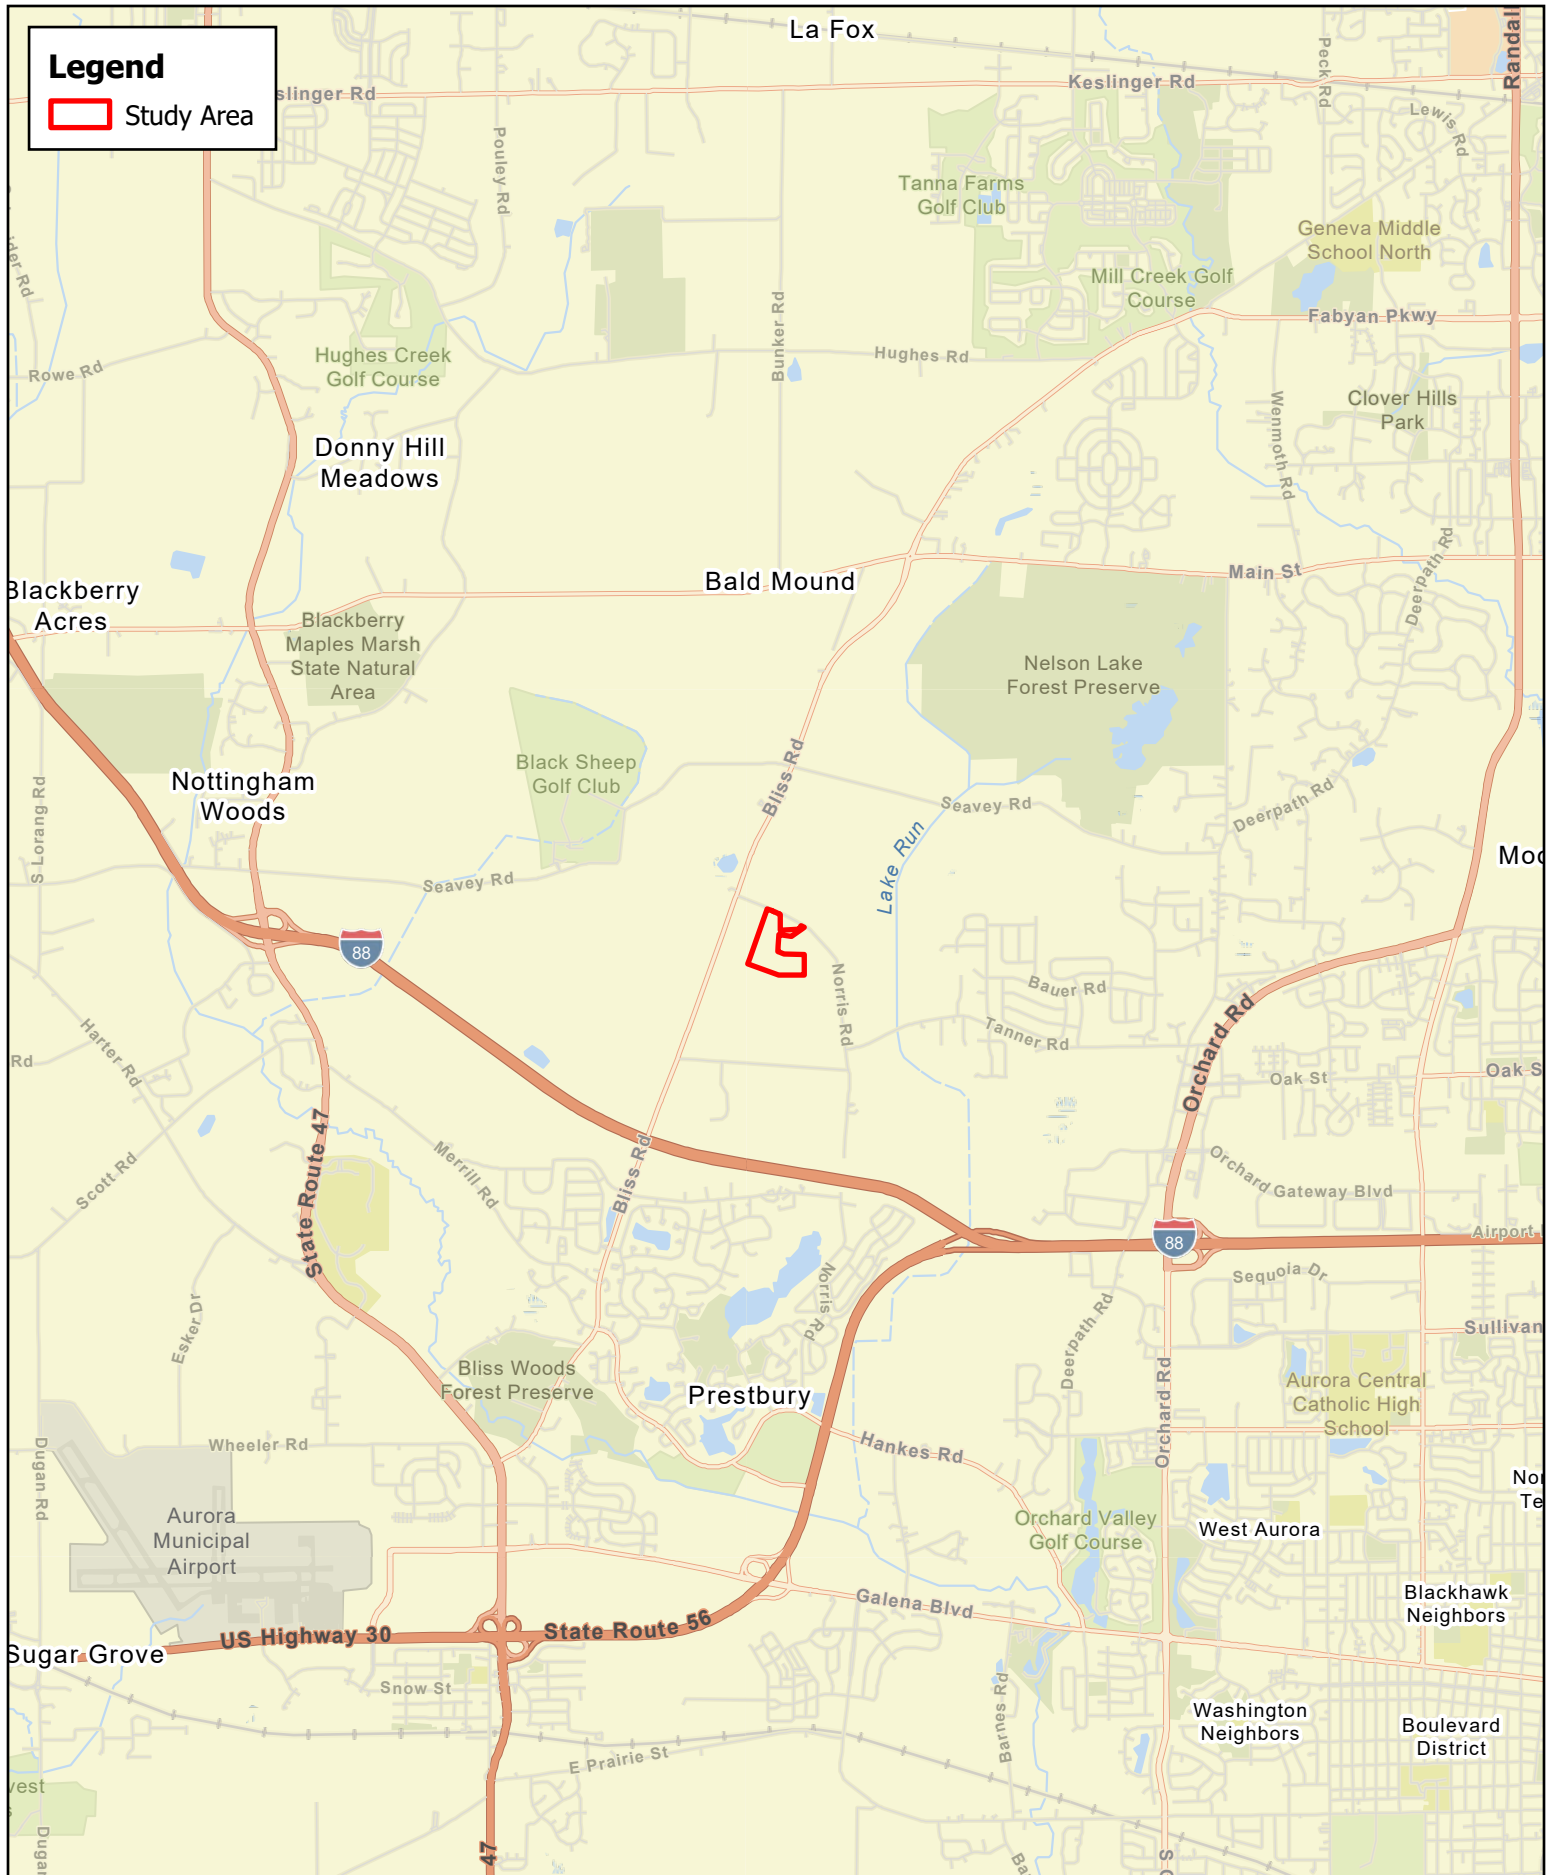 La Fox
Legend
Study Area
slinger Rd
Keslinger Rd
Peck Rd
Randal
Lewis Rd
Pouley Rd
Tanna Farms
Golf Club
Geneva Middle
School North
Mill Creek Golf
Course
Fabyan Pkwy
Bunker Rd
Hughes Rd
Hughes Creek
Golf Course
Rowe Rd
Clover Hills
Park
Wenmoth Rd
Donny Hill
Meadows
Deerpath Rd
Main St
Bald Mound
Blackberry
Acres
Blackberry
Maples Marsh
State Natural
Area
Nelson Lake
Forest Preserve
Black Sheep
Golf Club
Bliss Rd
Nottingham
Woods
S Lorang Rd
Seavey Rd
Deerpath Rd
Lake Run
Seavey Rd
88
Norris Rd
Bauer Rd
Tanner Rd
Orchard Rd
Harter Rd
Rd
Oak St
Oak S
State Route 47
Merrill Rd
Bliss Rd
Scott Rd
Orchard
Gateway Blvd
Airport
88
Sequoia Dr
Norris Rd
Esker Dr
Deerpath Rd
Sullivan
Bliss Woods
Forest Preserve
Prestbury
Orchard Rd
Aurora Central
Catholic High
School
Dugan Rd
Wheeler Rd
Hankes Rd
Aurora
Municipal
Airport
Orchard Valley
Golf Course
West Aurora
Galena Blvd
Blackhawk
Neighbors
US Highway 30
State Route 56
Sugar Grove
Snow St
Barnes Rd
Washington
Neighbors
Boulevard
District
E Prairie St
47